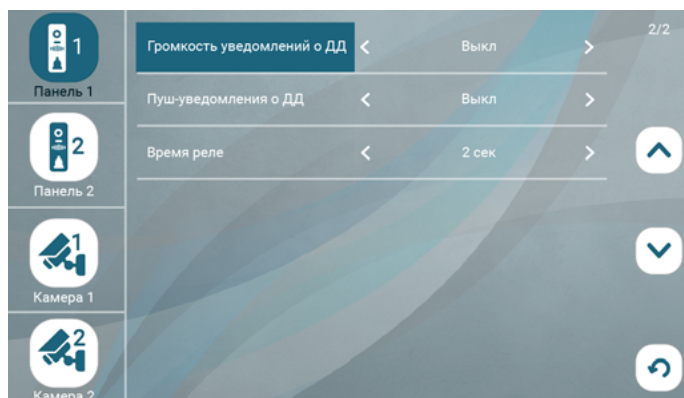 1
Панель 1
2
Панель 2
1
Камера 1
2
Камера 2
Громкость уведомлений о ДД < Выкл >
Пуш-уведомления о ДД < Выкл >
Время реле < 2 сек >
2/2